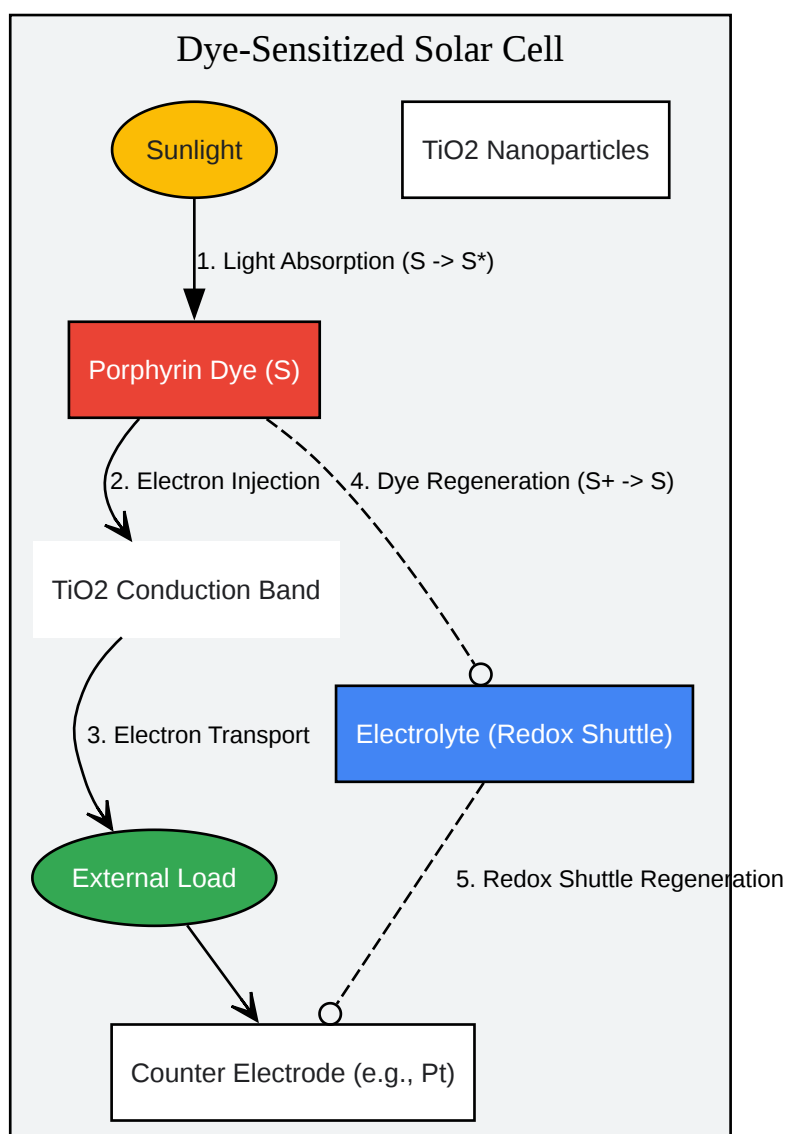 Dye-Sensitized Solar Cell
Sunlight
TiO2 Nanoparticles
1. Light Absorption (S -> S*)
Porphyrin Dye (S)
2. Electron Injection
4. Dye Regeneration (S+ -> S)
TiO2 Conduction Band
3. Electron Transport
Electrolyte (Redox Shuttle)
External Load
5. Redox Shuttle Regeneration
Counter Electrode (e.g., Pt)